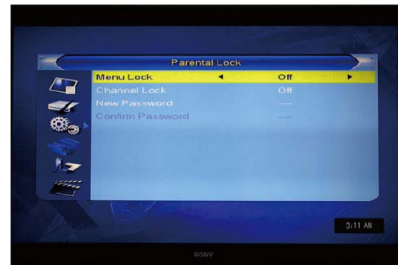 Parental Lock
Menu Lock Off
Channel Lock Off
New Password ----
Confirm Password ----
5:11 AM
SONY